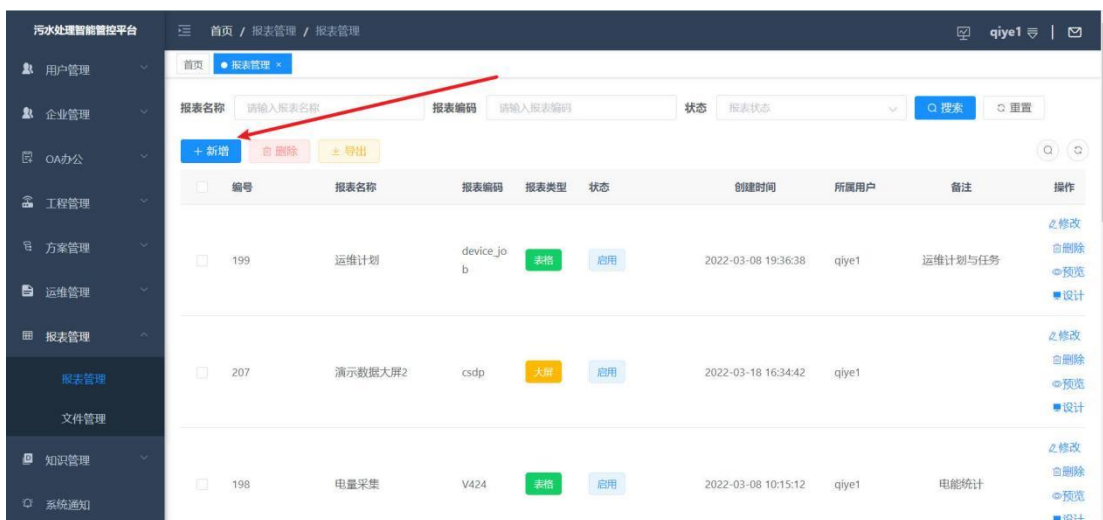 污水处理智能管控平台
首页 / 报表管理 / 报表管理
qiye1
用户管理
企业管理
OA办公
工程管理
方案管理
运维管理
报表管理
报表管理
文件管理
知识管理
系统通知
首页 报表管理 ×
报表名称 请输入报表名称 报表编码 请输入报表编码 状态 报表状态 搜索 重置
+ 新增 删除 导出
编号 报表名称 报表编码 报表类型 状态 创建时间 所属用户 备注 操作
199 运维计划 device_jo
b 表格 启用 2022-03-08 19:36:38 qiye1 运维计划与任务
修改
删除
预览
设计
207 演示数据大屏2 csdp 大屏 启用 2022-03-18 16:34:42 qiye1
修改
删除
预览
设计
198 电量采集 V424 表格 启用 2022-03-08 10:15:12 qiye1 电能统计
修改
删除
预览
设计